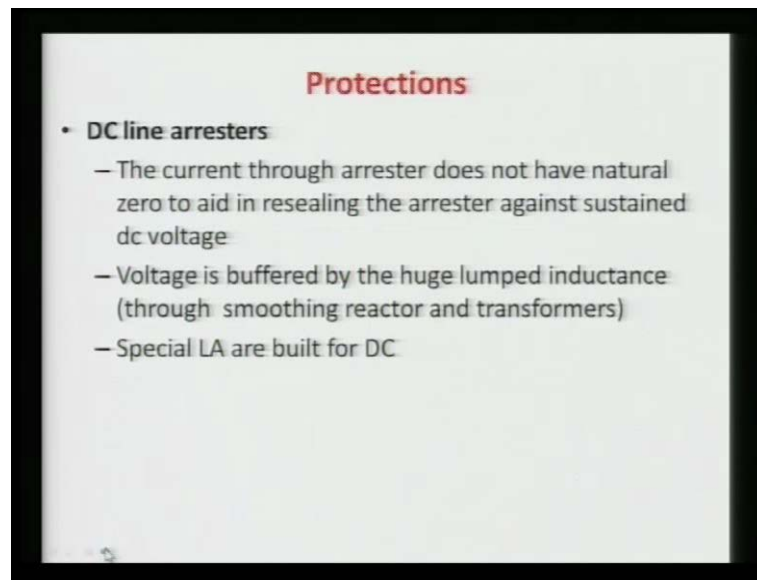 Protections
• DC line arresters
– The current through arrester does not have natural
zero to aid in resealing the arrester against sustained
dc voltage
– Voltage is buffered by the huge lumped inductance
(through smoothing reactor and transformers)
– Special LA are built for DC